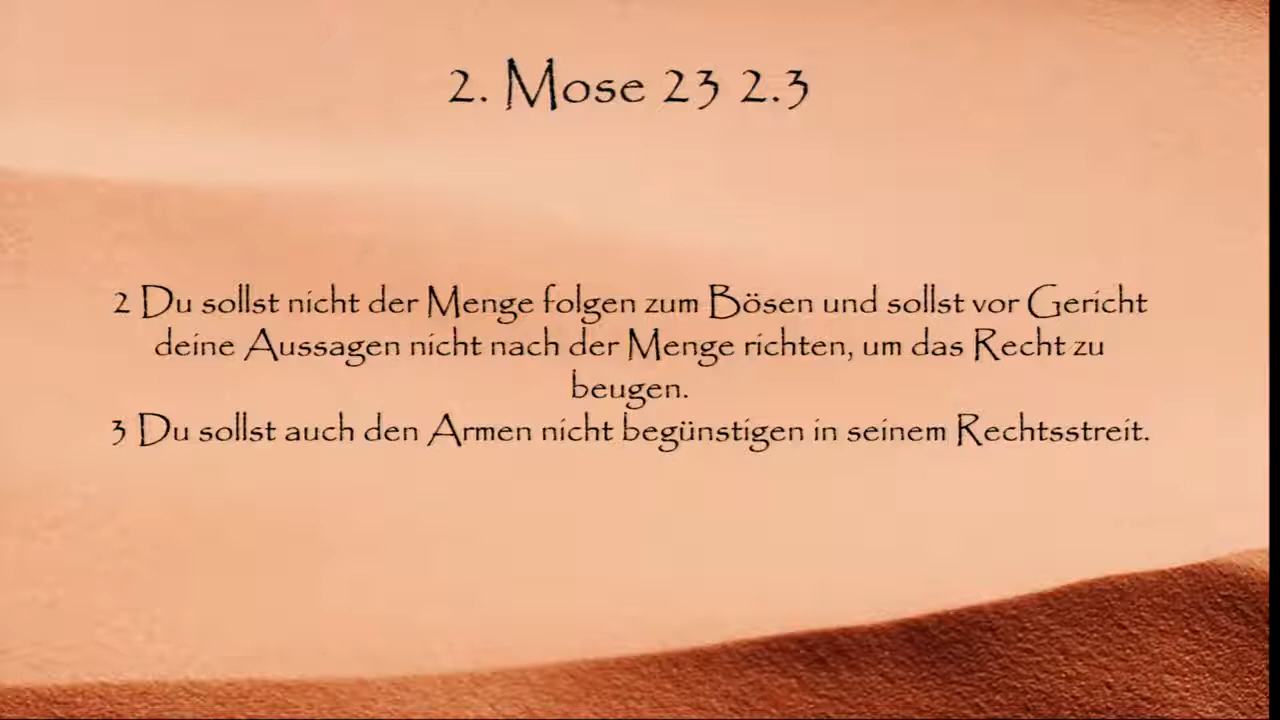 2. Mose 23 2.3
2 Du sollst nicht der Menge folgen zum Bösen und sollst vor Gericht
deine Aussagen nicht nach der Menge richten, um das Recht zu
beugen.
3 Du sollst auch den Armen nicht begünstigen in seinem Rechtsstreit.